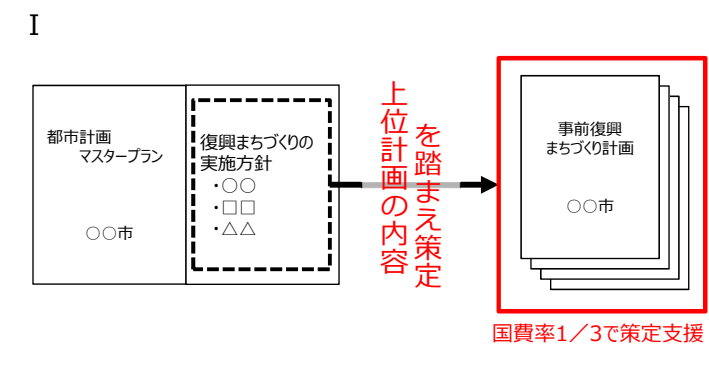 I
都市計画
マスタープラン
○○市
復興まちづくりの
実施方針
・○○
・□□
・△△
上位計画の内容
を踏まえ策定
事前復興
まちづくり計画
○○市
国費率1／3で策定支援